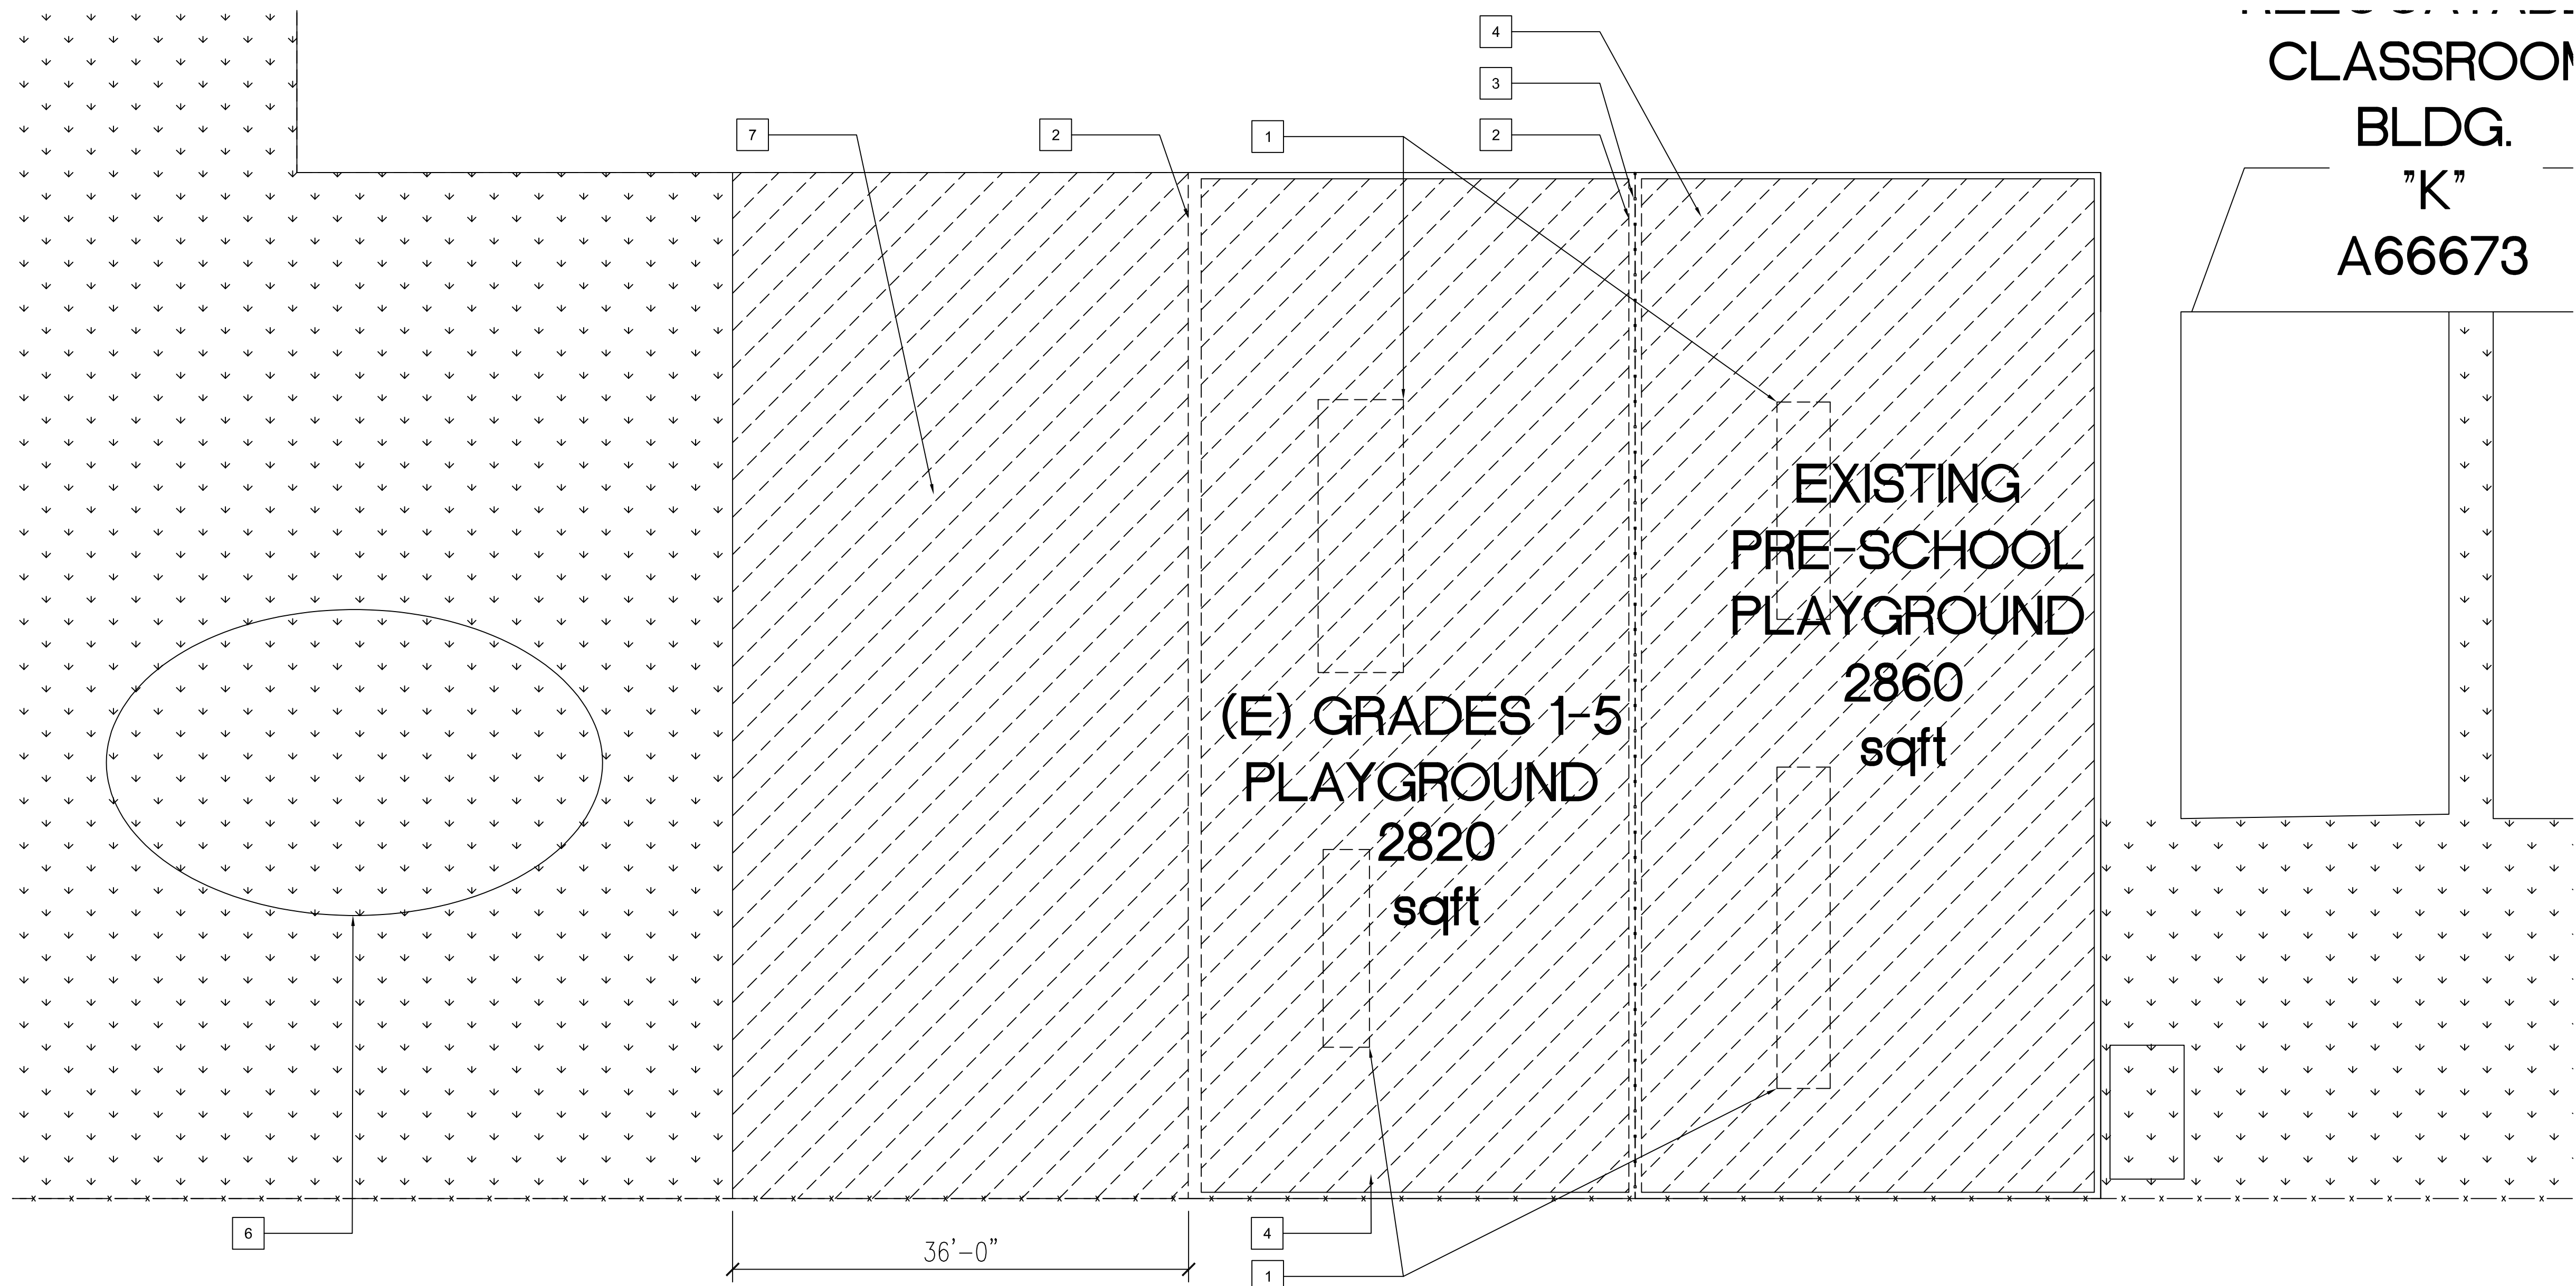 CLASSROOM
BLDG.
"K"
A66673
4
3
2
1
2
7
EXISTING
PRE-SCHOOL
PLAYGROUND
2860
sqft
(E) GRADES 1-5
PLAYGROUND
2820
sqft
6
36'-0"
4
1